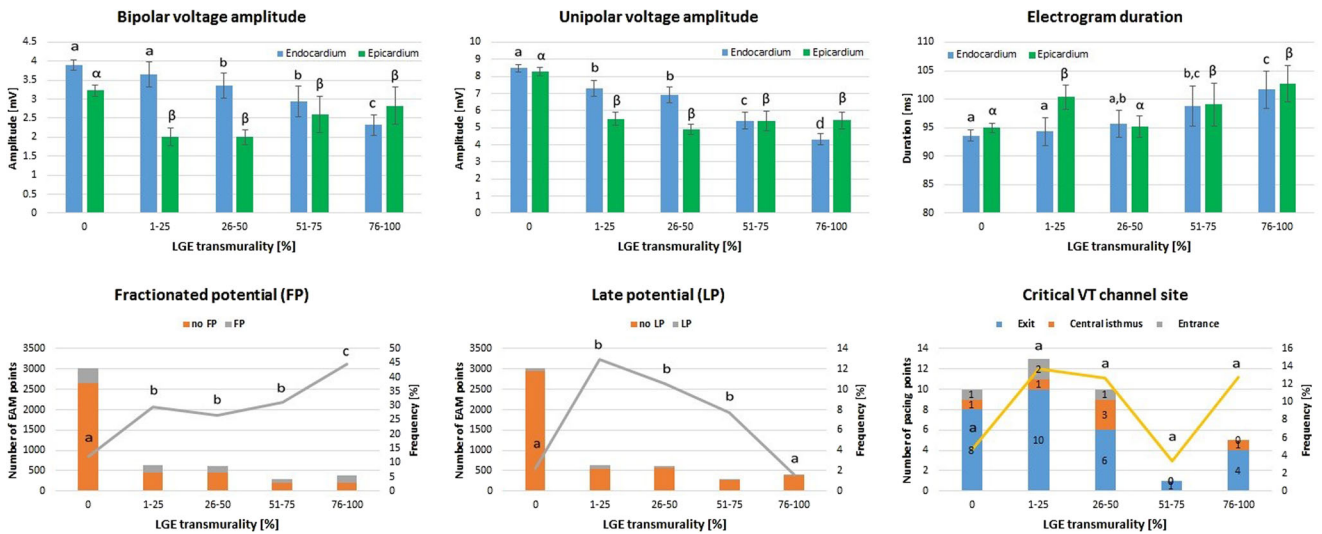 Bipolar voltage amplitude
Endocardium Epicardium
Amplitude [mV]
4.5
4
3.5
3
2.5
2
1.5
1
0.5
0
a α a β b β b β c β
0 1-25 26-50 51-75 76-100
LGE transmurality [%]
Unipolar voltage amplitude
Endocardium Epicardium
Amplitude [mV]
10
9
8
7
6
5
4
3
2
1
0
a α b β b β c β d β
0 1-25 26-50 51-75 76-100
LGE transmurality [%]
Electrogram duration
Endocardium Epicardium
Duration [ms]
110
105
100
95
90
85
80
a α a β a,b α b,c β c β
0 1-25 26-50 51-75 76-100
LGE transmurality [%]
Fractionated potential (FP)
no FP FP
Number of EAM points
3500
3000
2500
2000
1500
1000
500
0
a b b b c
50
45
40
35
30
25
20
15
10
5
0
Frequency [%]
0 1-25 26-50 51-75 76-100
LGE transmurality [%]
Late potential (LP)
no LP LP
Number of EAM points
3500
3000
2500
2000
1500
1000
500
0
a b b b a
14
12
10
8
6
4
2
0
Frequency [%]
0 1-25 26-50 51-75 76-100
LGE transmurality [%]
Critical VT channel site
Exit Central isthmus Entrance
Number of pacing points
14
12
10
8
6
4
2
0
a a a a a
1 2 1 0 0
1 1 3 1
8 10 6 1 4
16
14
12
10
8
6
4
2
0
Frequency [%]
0 1-25 26-50 51-75 76-100
LGE transmurality [%]